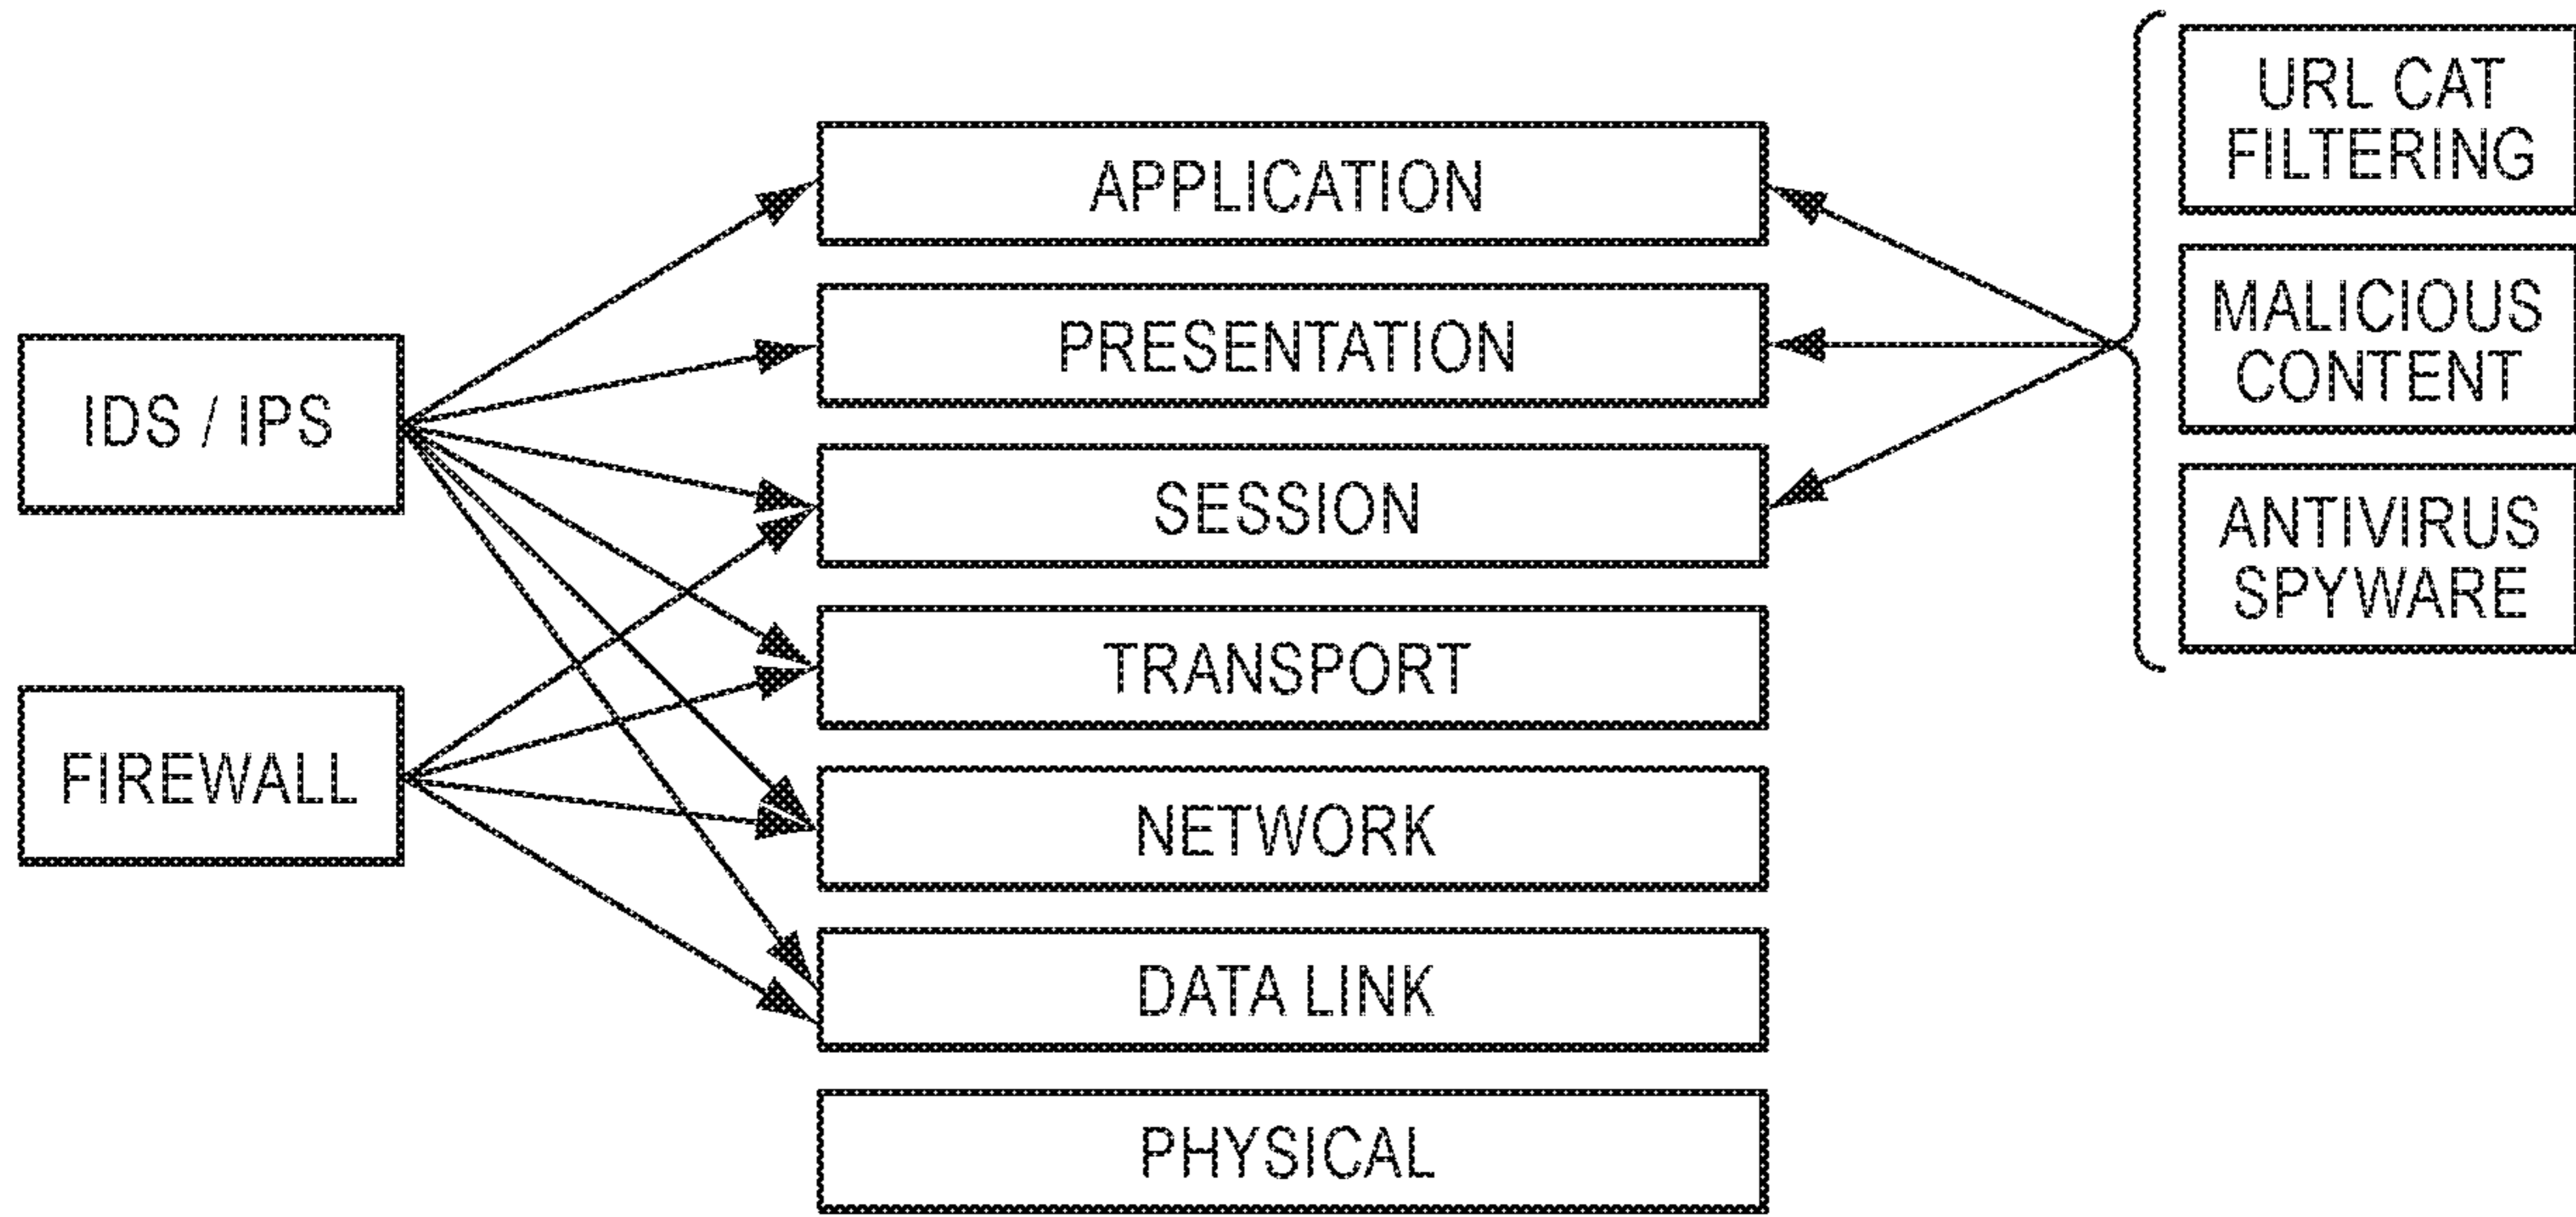 IDS / IPS
FIREWALL
APPLICATION
PRESENTATION
SESSION
TRANSPORT
NETWORK
DATA LINK
PHYSICAL
URL CAT
FILTERING
MALICIOUS
CONTENT
ANTIVIRUS
SPYWARE